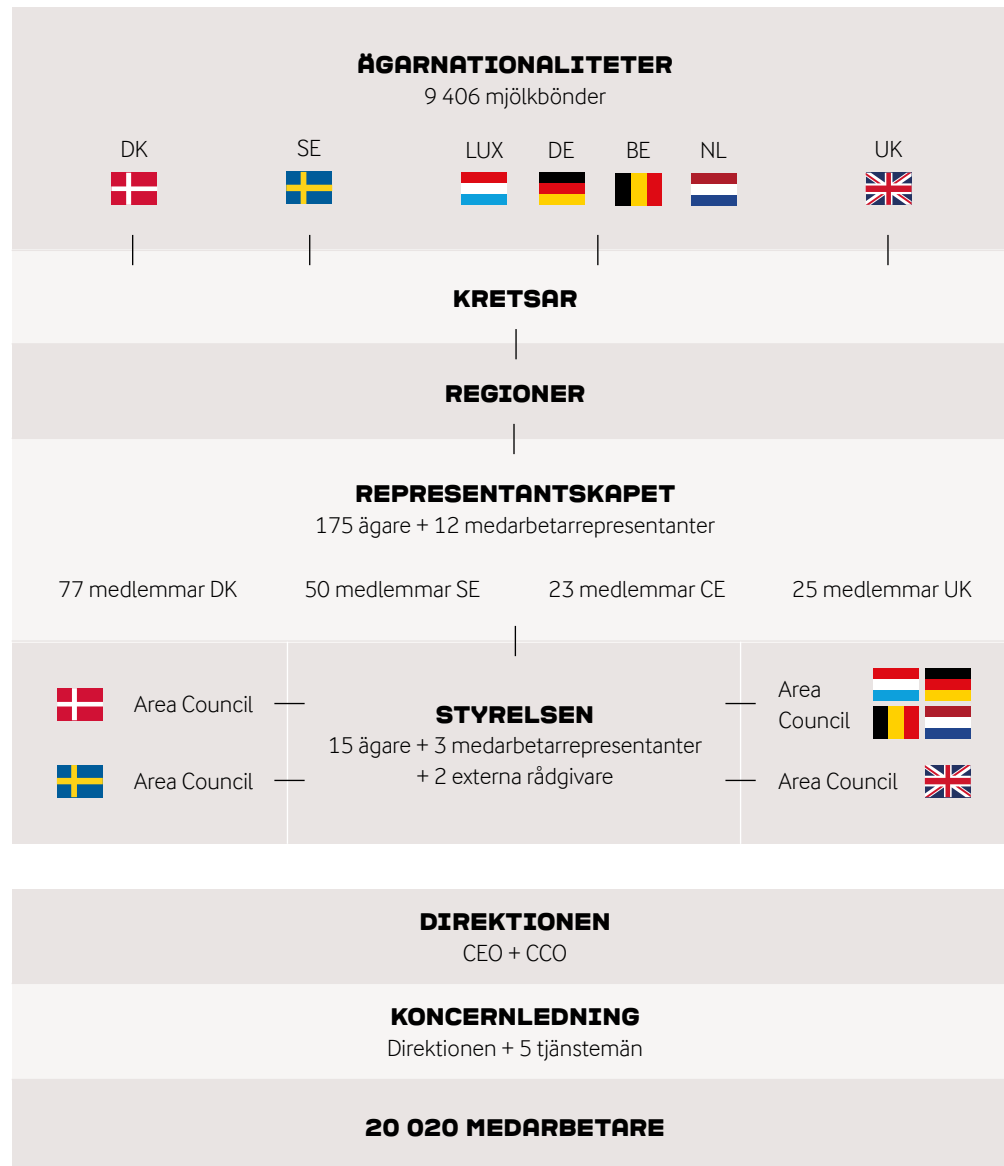 ÄGARNATIONALITETER
9 406 mjölkbönder
DK SE LUX DE BE NL UK
KRETSAR
REGIONER
REPRESENTANTSKAPET
175 ägare + 12 medarbetarrepresentanter
77 medlemmar DK 50 medlemmar SE 23 medlemmar CE 25 medlemmar UK
Area Council
Area Council
STYRELSEN
15 ägare + 3 medarbetarrepresentanter
+ 2 externa rådgivare
Area
Council
Area Council
DIREKTIONEN
CEO + CCO
KONCERNLEDNING
Direktionen + 5 tjänstemän
20 020 MEDARBETARE